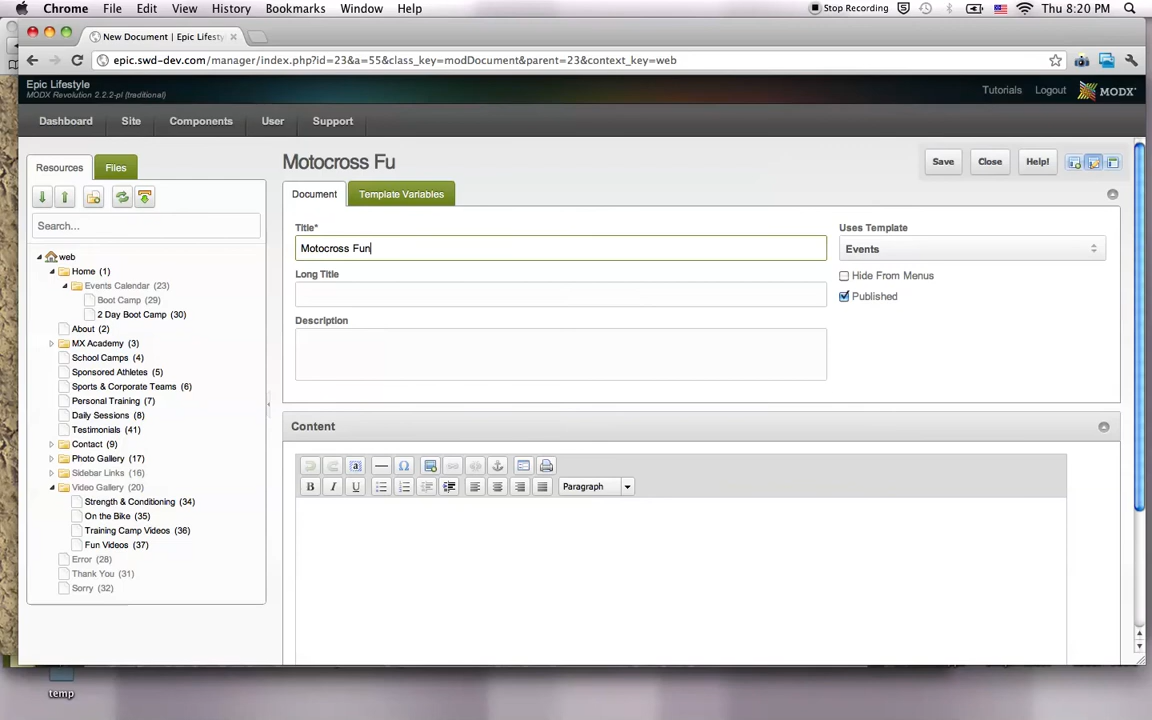 Chrome File Edit View History Bookmarks Window Help Stop Recording Thu 8:20 PM
New Document | Epic Lifesty
epic.swd-dev.com/manager/index.php?id=23&a=55&class_key=modDocument&parent=23&context_key=web
Epic Lifestyle
MODX Revolution 2.2.2-pl (traditional)
Tutorials Logout MODX
Dashboard Site Components User Support
Resources Files
Motocross Fu
Save Close Help!
Document Template Variables
Search...
Title*
Motocross Fun
Uses Template
Events
Long Title
Hide From Menus
Published
Description
web
Home (1)
Events Calendar (23)
Boot Camp (29)
2 Day Boot Camp (30)
About (2)
MX Academy (3)
School Camps (4)
Sponsored Athletes (5)
Sports & Corporate Teams (6)
Personal Training (7)
Daily Sessions (8)
Testimonials (41)
Contact (9)
Photo Gallery (17)
Sidebar Links (16)
Video Gallery (20)
Strength & Conditioning (34)
On the Bike (35)
Training Camp Videos (36)
Fun Videos (37)
Error (28)
Thank You (31)
Sorry (32)
Content
B I U Paragraph
temp